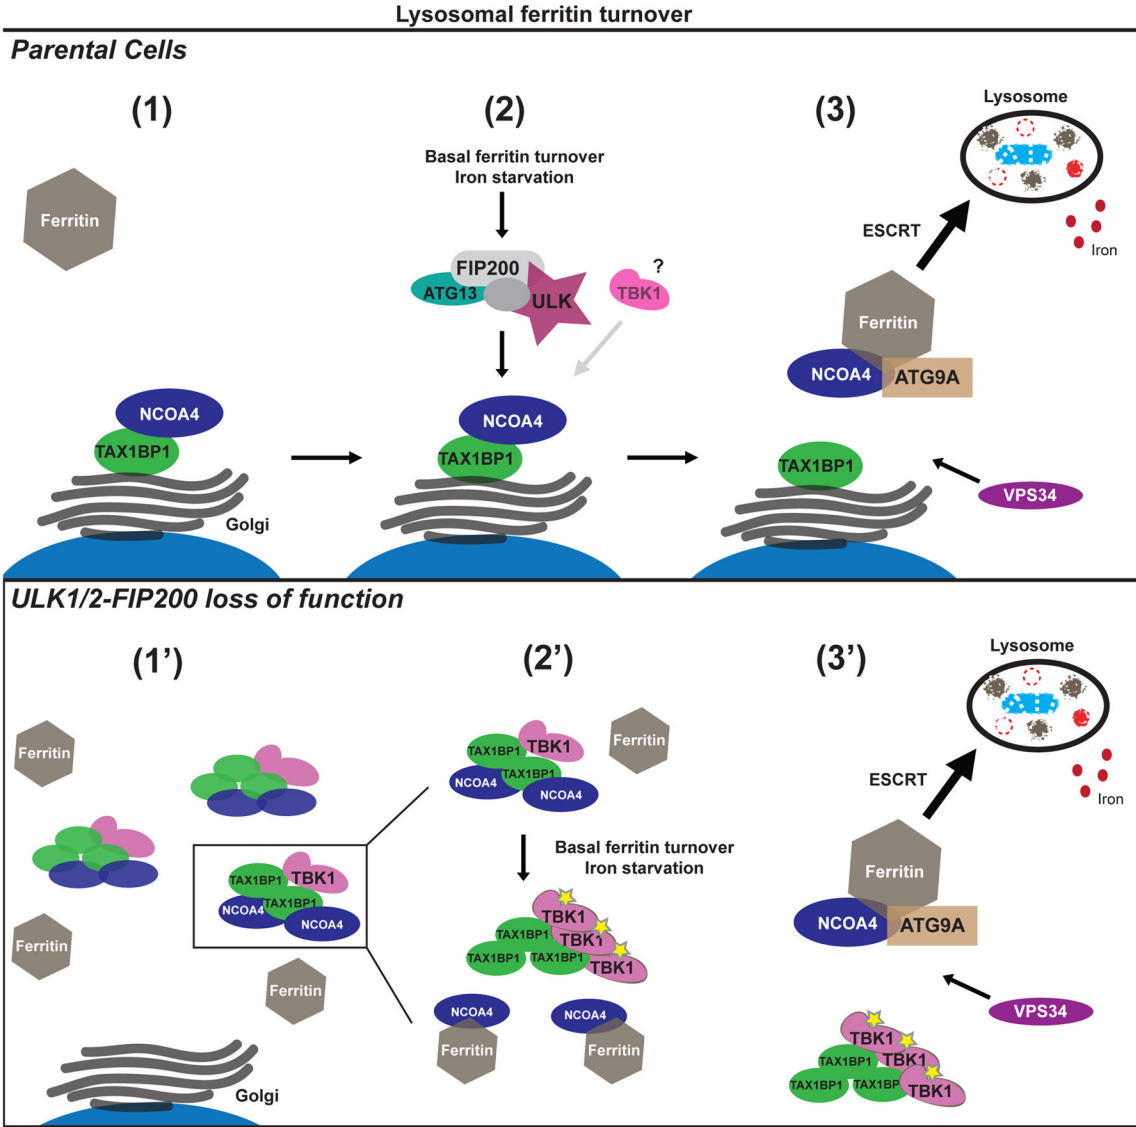 Lysosomal ferritin turnover
Parental Cells
(1)
(2)
(3)
Lysosome
Basal ferritin turnover
Iron starvation
Ferritin
ESCRT
Iron
FIP200
ATG13
ULK
?
TBK1
Ferritin
NCOA4
ATG9A
NCOA4
TAX1BP1
Golgi
NCOA4
TAX1BP1
TAX1BP1
VPS34
ULK1/2-FIP200 loss of function
(1')
(2')
(3')
Lysosome
Ferritin
TAX1BP1
TBK1
TAX1BP1
NCOA4
NCOA4
Ferritin
ESCRT
Iron
Basal ferritin turnover
Iron starvation
TAX1BP1
TBK1
TAX1BP1
NCOA4
NCOA4
Ferritin
Ferritin
Golgi
TBK1
TBK1
TBK1
TAX1BP1
TAX1BP1
TAX1BP1
NCOA4
NCOA4
Ferritin
Ferritin
Ferritin
NCOA4
ATG9A
VPS34
TBK1
TBK1
TBK1
TAX1BP1
TAX1BP1
TAX1BP